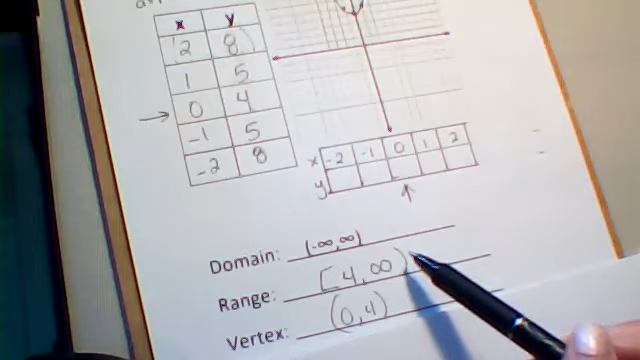 x y
(2 8)
1 5
→ 0 4
-1 5
-2 8
x -2 -1 0 1 2
y
Domain: (-∞,∞)
Range: [4,∞)
Vertex: (0,4)